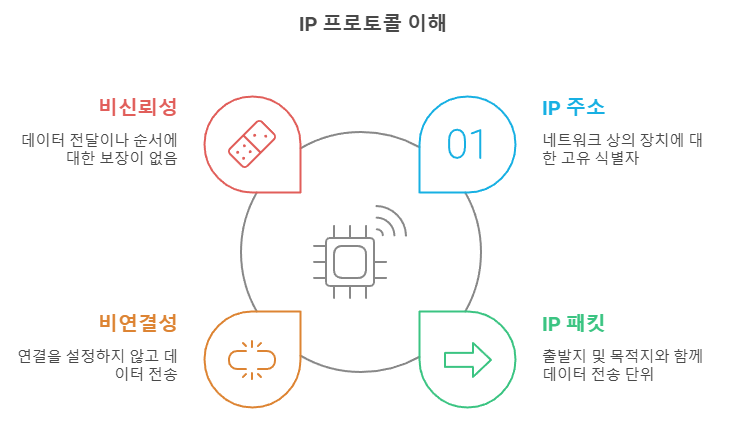 IP 프로토콜 이해
비신뢰성
데이터 전달이나 순서에
대한 보장이 없음
IP 주소
네트워크 상의 장치에 대
한 고유 식별자
01
비연결성
연결을 설정하지 않고 데
이터 전송
IP 패킷
출발지 및 목적지와 함께
데이터 전송 단위